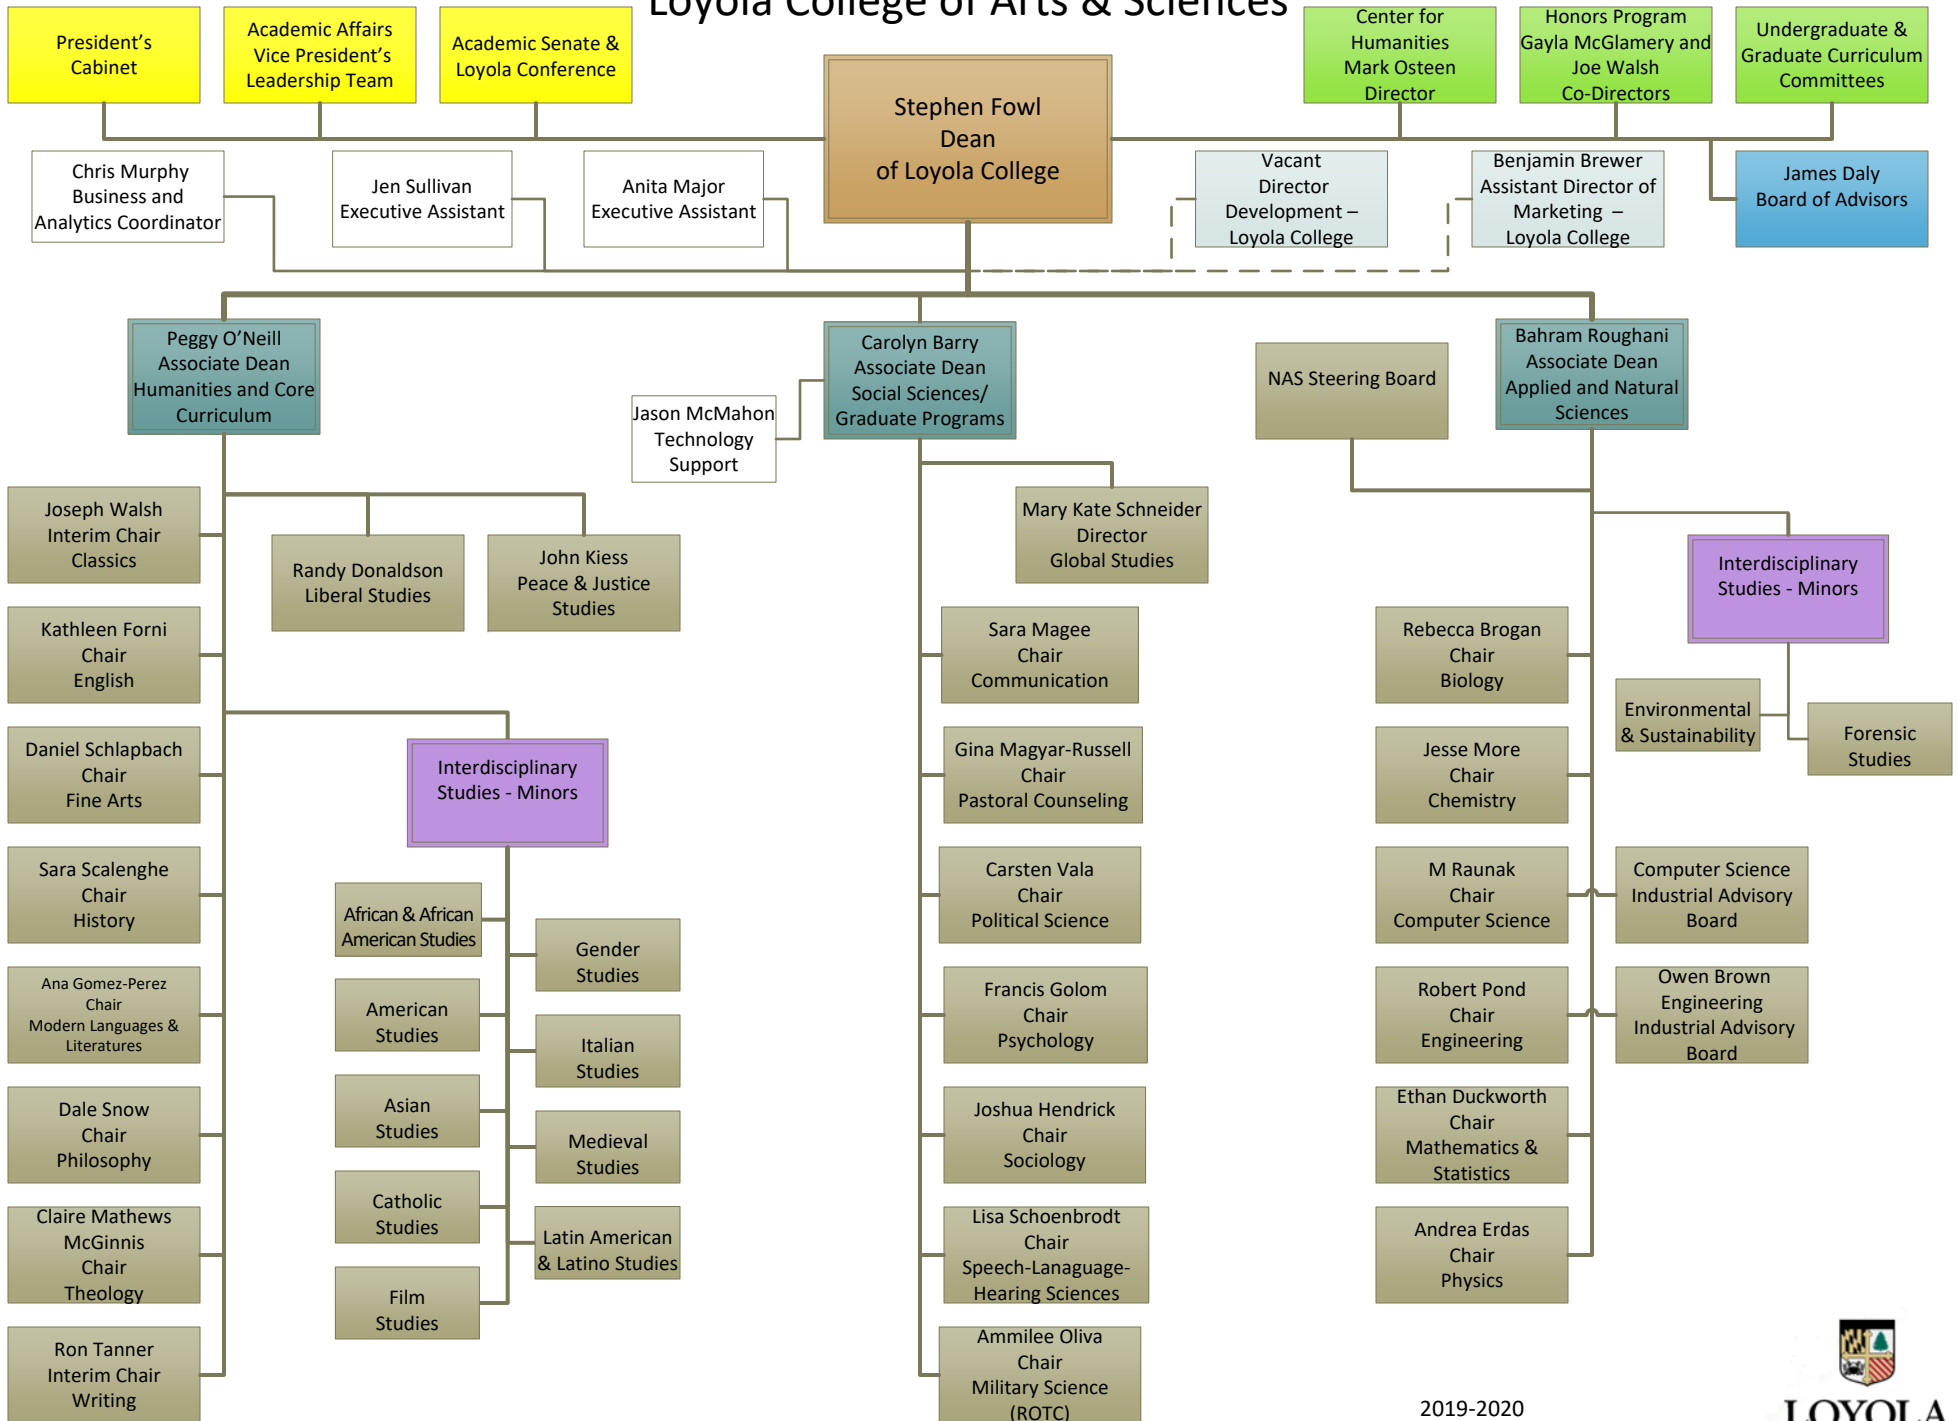 Loyola College of Arts & Sciences
President’s
Cabinet
Academic Affairs
Vice President’s
Leadership Team
Academic Senate &
Loyola Conference
Stephen Fowl
Dean
of Loyola College
Center for
Humanities
Mark Osteen
Director
Honors Program
Gayla McGlamery and
Joe Walsh
Co-Directors
Undergraduate &
Graduate Curriculum
Committees
Chris Murphy
Business and
Analytics Coordinator
Jen Sullivan
Executive Assistant
Anita Major
Executive Assistant
Vacant
Director
Development –
Loyola College
Benjamin Brewer
Assistant Director of
Marketing –
Loyola College
James Daly
Board of Advisors
Peggy O’Neill
Associate Dean
Humanities and Core
Curriculum
Jason McMahon
Technology
Support
Carolyn Barry
Associate Dean
Social Sciences/
Graduate Programs
NAS Steering Board
Bahram Roughani
Associate Dean
Applied and Natural
Sciences
Joseph Walsh
Interim Chair
Classics
Randy Donaldson
Liberal Studies
John Kiess
Peace & Justice
Studies
Kathleen Forni
Chair
English
Daniel Schlapbach
Chair
Fine Arts
Sara Scalenghe
Chair
History
Ana Gomez-Perez
Chair
Modern Languages &
Literatures
Dale Snow
Chair
Philosophy
Claire Mathews
McGinnis
Chair
Theology
Ron Tanner
Interim Chair
Writing
Interdisciplinary
Studies - Minors
African & African
American Studies
Gender
Studies
American
Studies
Italian
Studies
Asian
Studies
Medieval
Studies
Catholic
Studies
Latin American
& Latino Studies
Film
Studies
Mary Kate Schneider
Director
Global Studies
Sara Magee
Chair
Communication
Gina Magyar-Russell
Chair
Pastoral Counseling
Carsten Vala
Chair
Political Science
Francis Golom
Chair
Psychology
Joshua Hendrick
Chair
Sociology
Lisa Schoenbrodt
Chair
Speech-Lanaguage-
Hearing Sciences
Ammilee Oliva
Chair
Military Science
(ROTC)
Interdisciplinary
Studies - Minors
Environmental
& Sustainability
Forensic
Studies
Rebecca Brogan
Chair
Biology
Jesse More
Chair
Chemistry
M Raunak
Chair
Computer Science
Computer Science
Industrial Advisory
Board
Robert Pond
Chair
Engineering
Owen Brown
Engineering
Industrial Advisory
Board
Ethan Duckworth
Chair
Mathematics &
Statistics
Andrea Erdas
Chair
Physics
2019-2020
LOYOLA